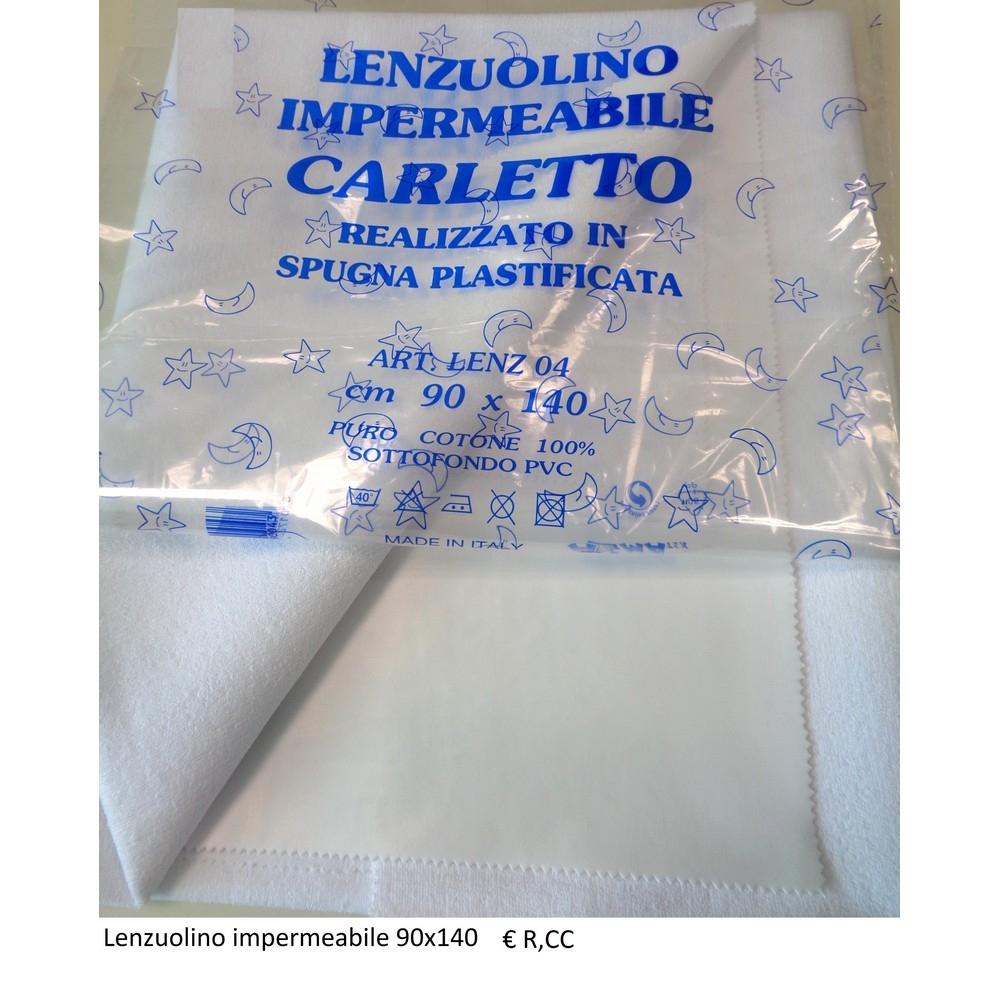 LENZUOLINO
IMPERMEABILE
CARLETTO
REALIZZATO IN
SPUGNA PLASTIFICATA
ART. LENZ 04
cm 90 x 140
PURO COTONE 100%
SOTTOFONDO PVC
40°
MADE IN ITALY
Lenzuolino impermeabile 90x140 € R,CC